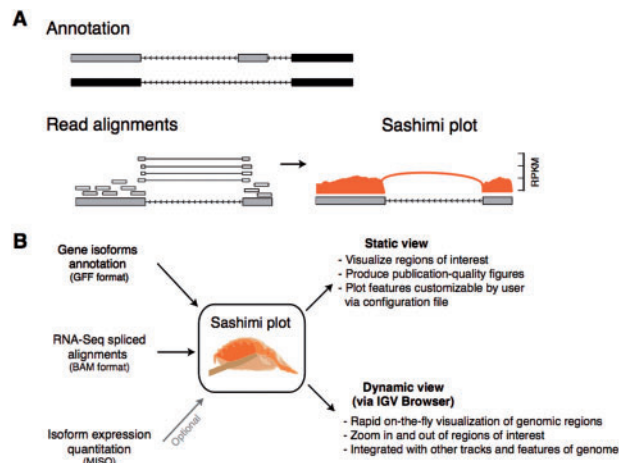 A
Annotation
Read alignments
Sashimi plot
RPKM
B
Gene isoforms
annotation
(GFF format)
RNA-Seq spliced
alignments
(BAM format)
Isoform expression
quantitation
(MISO)
Optional
Sashimi plot
Static view
- Visualize regions of interest
- Produce publication-quality figures
- Plot features customizable by user
via configuration file
Dynamic view
(via IGV Browser)
- Rapid on-the-fly visualization of genomic regions
- Zoom in and out of regions of interest
- Integrated with other tracks and features of genome